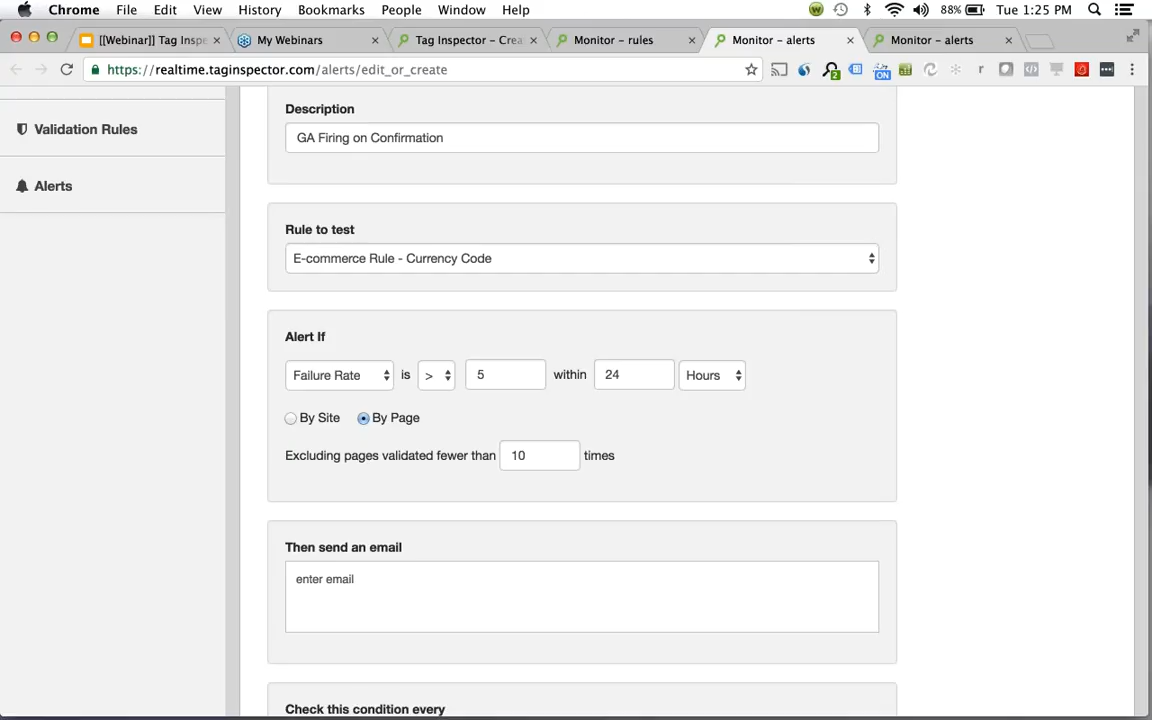 Chrome File Edit View History Bookmarks People Window Help 88% Tue 1:25 PM
[[Webinar]] Tag Inspe × My Webinars × Tag Inspector – Crea × Monitor – rules × Monitor – alerts × Monitor – alerts ×
https://realtime.taginspector.com/alerts/edit_or_create
2 ON r
Description
Validation Rules
GA Firing on Confirmation
Alerts
Rule to test
E-commerce Rule - Currency Code
Alert If
Failure Rate is > 5 within 24 Hours
By Site By Page
Excluding pages validated fewer than 10 times
Then send an email
enter email
Check this condition every